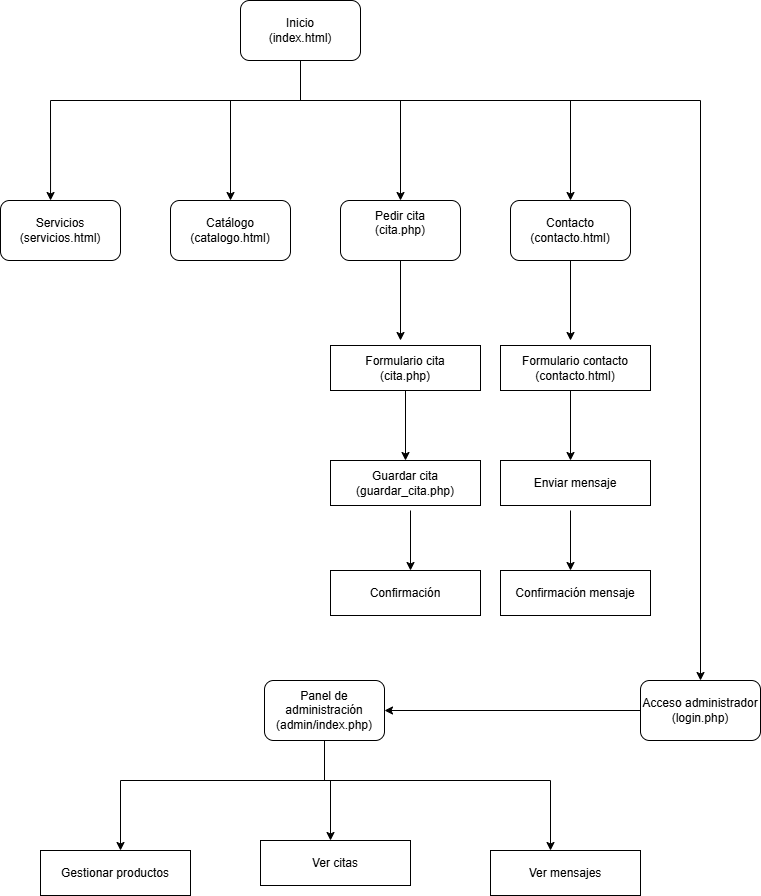 Inicio
(index.html)
Servicios
(servicios.html)
Catálogo
(catalogo.html)
Pedir cita
(cita.php)
Contacto
(contacto.html)
Formulario cita
(cita.php)
Formulario contacto
(contacto.html)
Guardar cita
(guardar_cita.php)
Enviar mensaje
Confirmación
Confirmación mensaje
Panel de
administración
(admin/index.php)
Acceso administrador
(login.php)
Gestionar productos
Ver citas
Ver mensajes